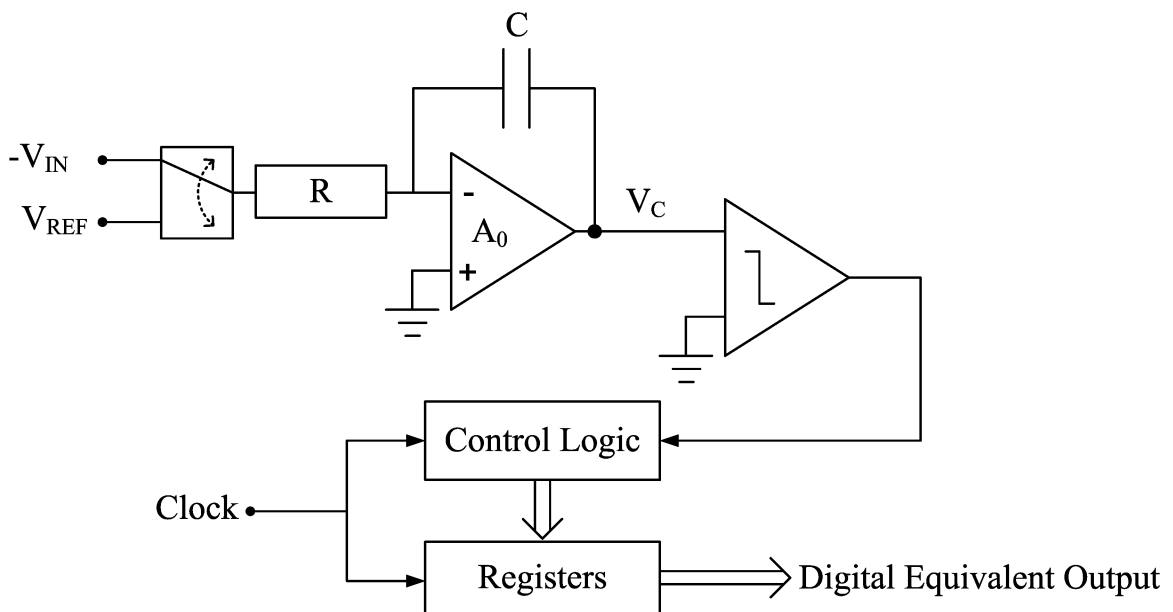 C
-V_IN
V_REF
R
-
A_0
+
V_C
Control Logic
Clock
Registers
Digital Equivalent Output